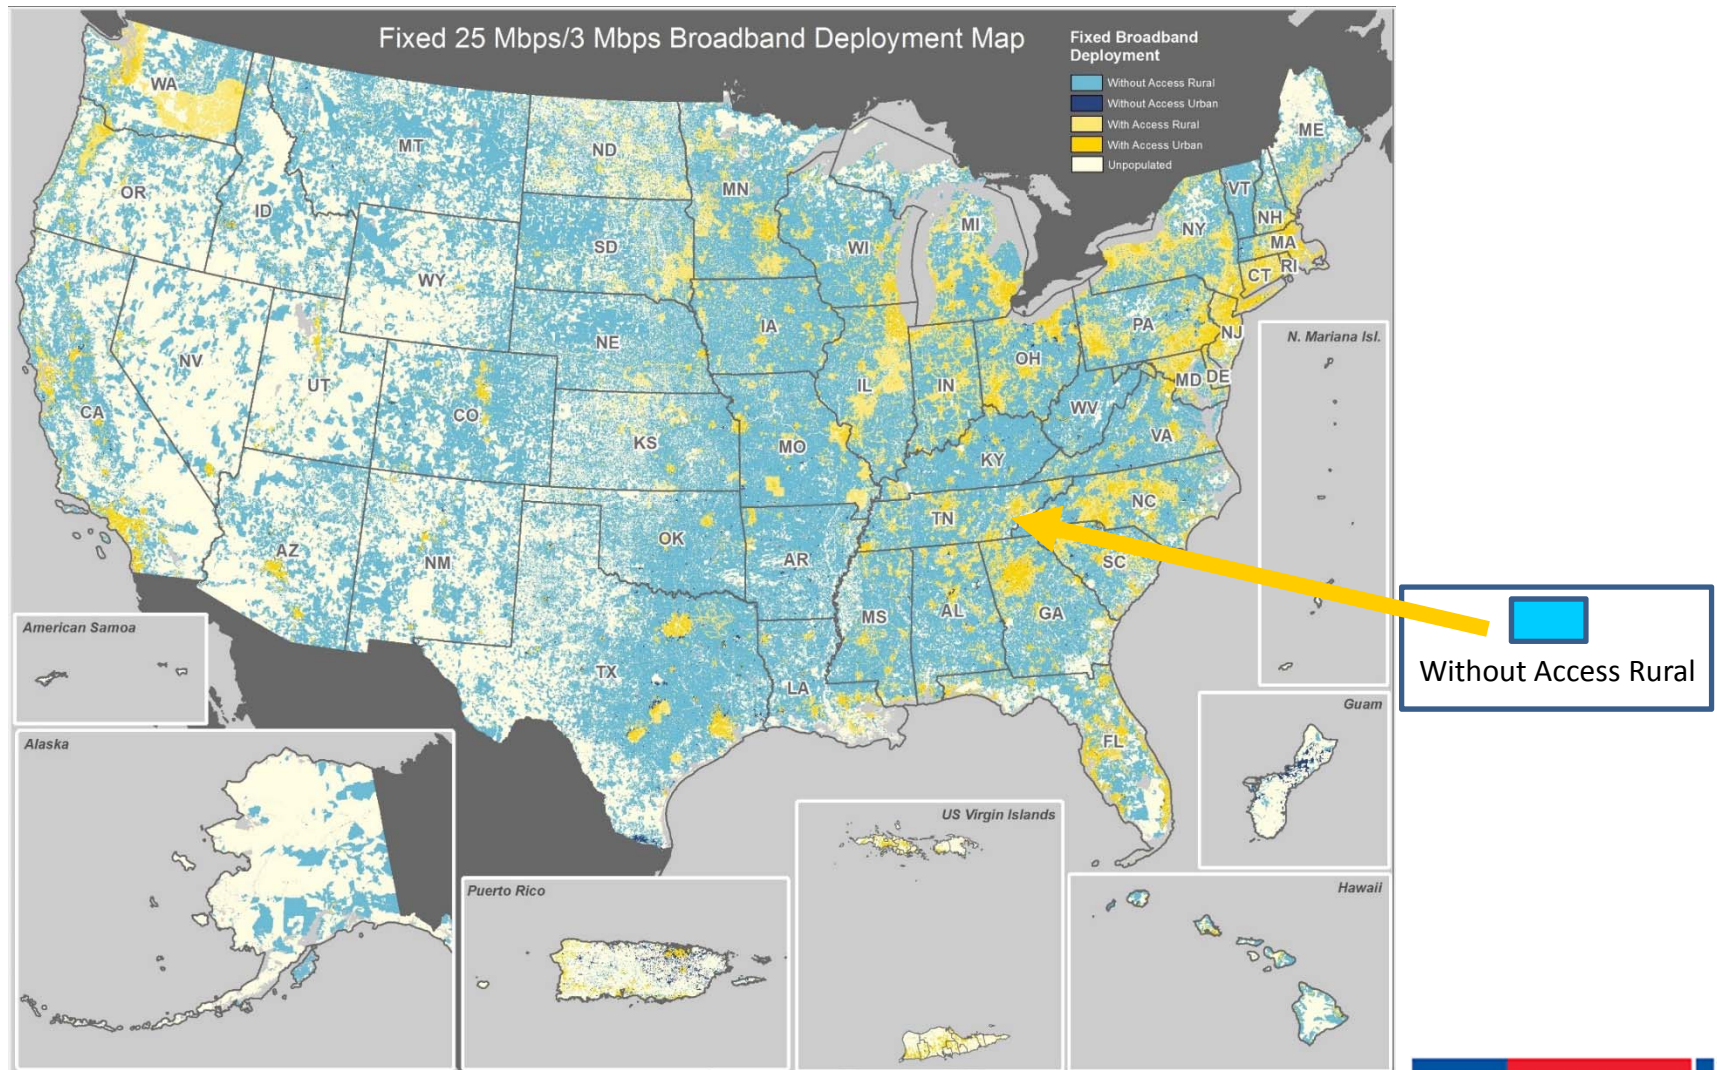 Fixed 25 Mbps/3 Mbps Broadband Deployment Map
Fixed Broadband
Deployment
Without Access Rural
Without Access Urban
With Access Rural
With Access Urban
Unpopulated
WA
MT
ND
MN
ME
OR
ID
SD
WI
MI
VT
NH
NY
MA
CT
RI
WY
NE
IA
PA
NJ
NV
UT
CO
KS
IL
IN
OH
MD
DE
WV
VA
CA
MO
KY
NC
TN
AZ
NM
OK
AR
SC
MS
AL
GA
TX
LA
FL
N. Mariana Isl.
American Samoa
Without Access Rural
Guam
Alaska
US Virgin Islands
Puerto Rico
Hawaii